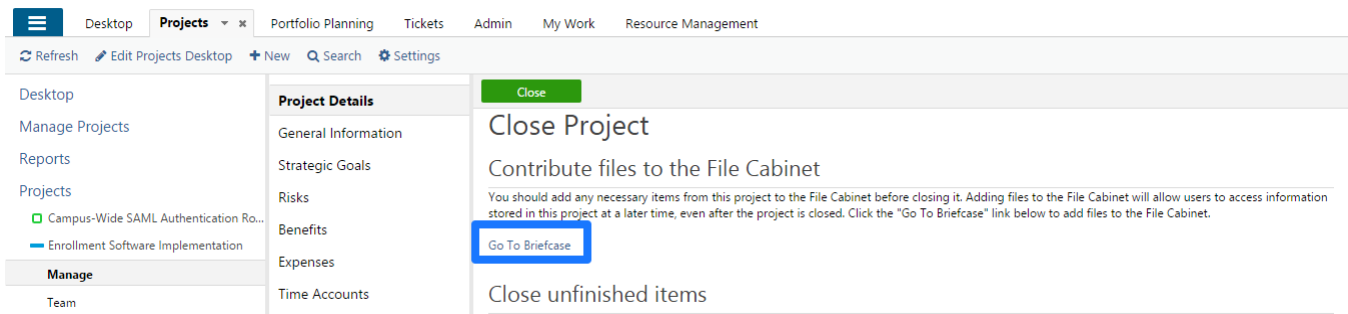 Desktop Projects Portfolio Planning Tickets Admin My Work Resource Management
Refresh Edit Projects Desktop New Search Settings
Desktop
Manage Projects
Reports
Projects
Campus-Wide SAML Authentication Ro...
Enrollment Software Implementation
Manage
Team
Project Details
General Information
Strategic Goals
Risks
Benefits
Expenses
Time Accounts
Close
Close Project
Contribute files to the File Cabinet
You should add any necessary items from this project to the File Cabinet before closing it. Adding files to the File Cabinet will allow users to access information
stored in this project at a later time, even after the project is closed. Click the "Go To Briefcase" link below to add files to the File Cabinet.
Go To Briefcase
Close unfinished items